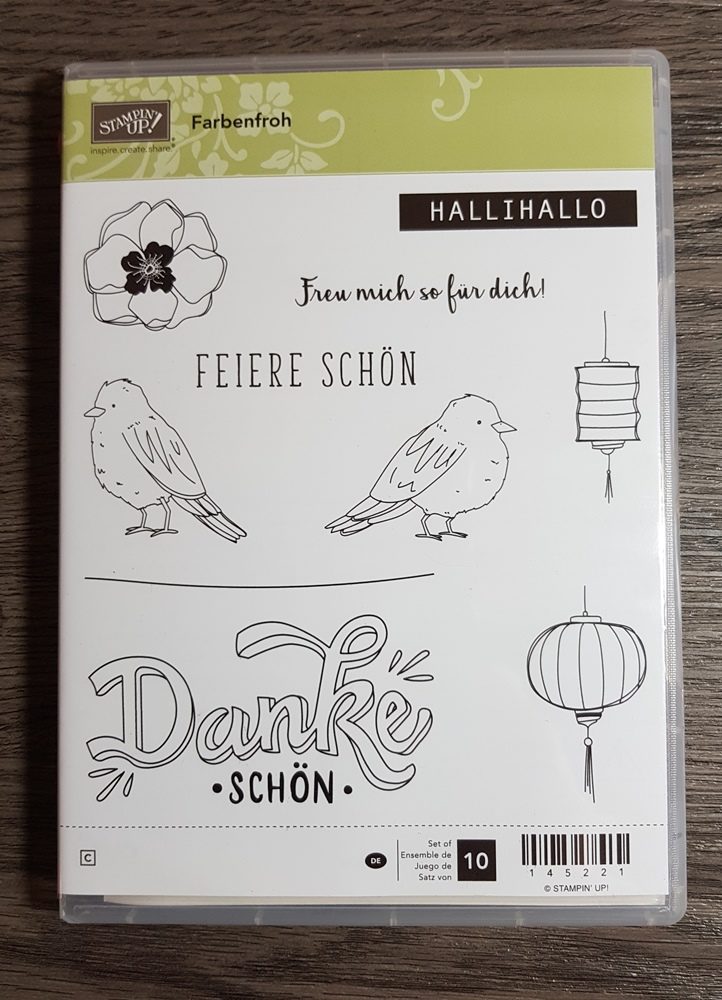 STAMPIN' UP!®
inspire.create.share.®
Farbenfroh
HALLIHALLO
Freu mich so für dich!
FEIERE SCHÖN
Danke
•SCHÖN•
C
DE
Set of
Ensemble de
Juego de
Satz von
10
145221
© STAMPIN' UP!